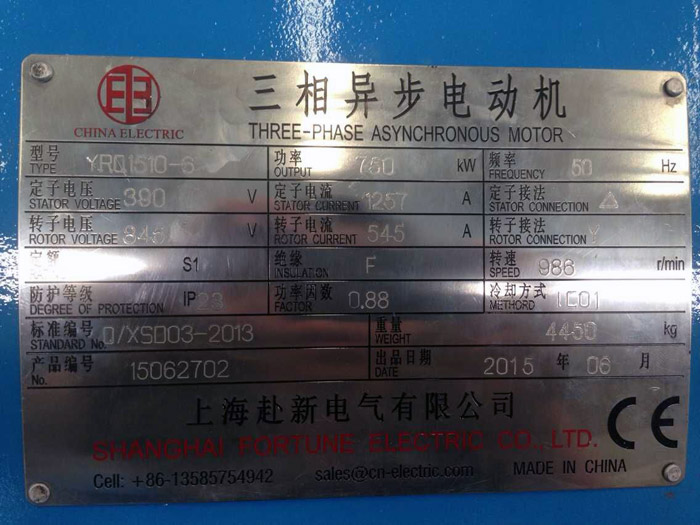 三相异步电动机
CHINA ELECTRIC THREE-PHASE ASYNCHRONOUS MOTOR
型号 功率 频率
TYPE YRQ1510-6 OUTPUT 750 kW FREQUENCY 50 Hz
定子电压 定子电流 定子接法
STATOR VOLTAGE 390 V STATOR CURRENT 1257 A STATOR CONNECTION △
转子电压 转子电流 转子接法
ROTOR VOLTAGE 845 V ROTOR CURRENT 545 A ROTOR CONNECTION Y
定额 绝缘 转速
S1 INSULATION F SPEED 986 r/min
防护等级 功率因数 冷却方式
DEGREE OF PROTECTION IP23 FACTOR 0.88 METHORD IC01
标准编号 重量
STANDARD No. Q/XSD03-2013 WEIGHT 4450 kg
产品编号 出品日期
No. 15062702 DATE 2015 年 06 月
上海赴新电气有限公司
SHANGHAI FORTUNE ELECTRIC CO., LTD. CE
Cell: +86-13585754942 sales@cn-electric.com MADE IN CHINA